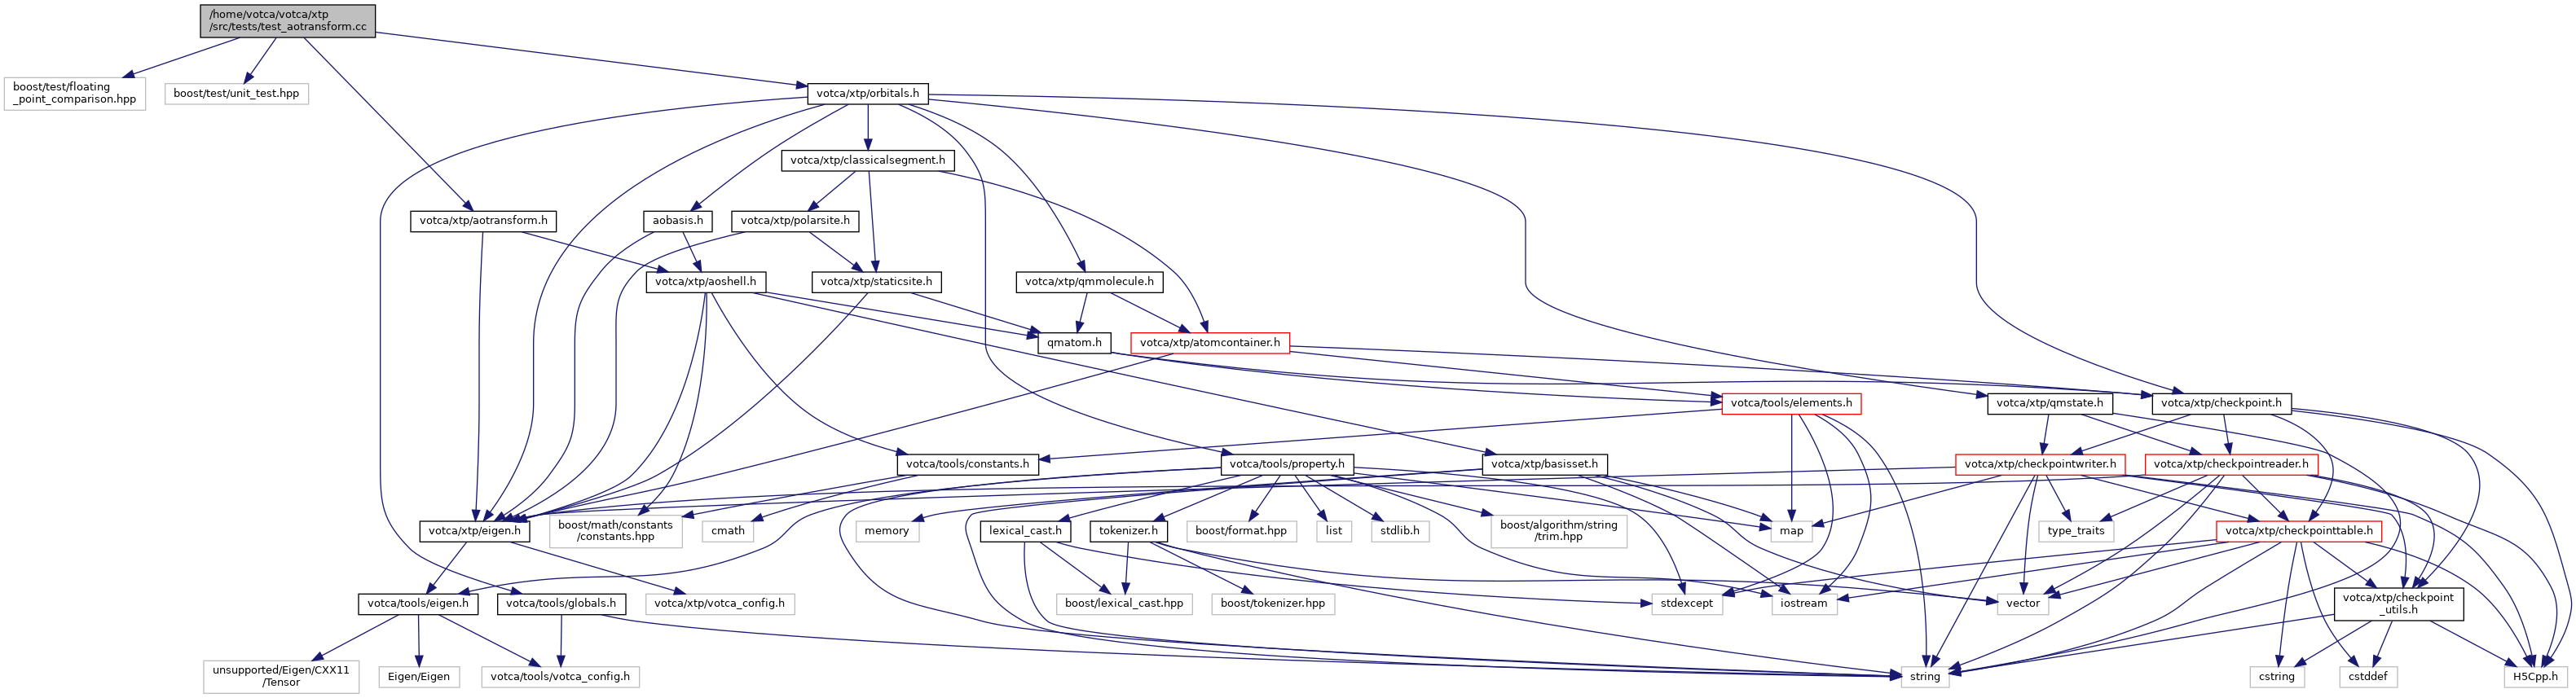 /home/votca/votca/xtp
/src/tests/test_aotransform.cc
boost/test/floating
_point_comparison.hpp
boost/test/unit_test.hpp
votca/xtp/orbitals.h
votca/xtp/classicalsegment.h
votca/xtp/aotransform.h
aobasis.h
votca/xtp/polarsite.h
votca/xtp/aoshell.h
votca/xtp/staticsite.h
votca/xtp/qmmolecule.h
qmatom.h
votca/xtp/atomcontainer.h
votca/tools/elements.h
votca/xtp/qmstate.h
votca/xtp/checkpoint.h
votca/tools/constants.h
votca/tools/property.h
votca/xtp/basisset.h
votca/xtp/checkpointwriter.h
votca/xtp/checkpointreader.h
votca/xtp/eigen.h
boost/math/constants
/constants.hpp
cmath
memory
lexical_cast.h
tokenizer.h
boost/format.hpp
list
stdlib.h
boost/algorithm/string
/trim.hpp
map
type_traits
votca/xtp/checkpointtable.h
votca/tools/eigen.h
votca/tools/globals.h
votca/xtp/votca_config.h
boost/lexical_cast.hpp
boost/tokenizer.hpp
stdexcept
iostream
vector
votca/xtp/checkpoint
_utils.h
unsupported/Eigen/CXX11
/Tensor
Eigen/Eigen
votca/tools/votca_config.h
string
cstring
cstddef
H5Cpp.h